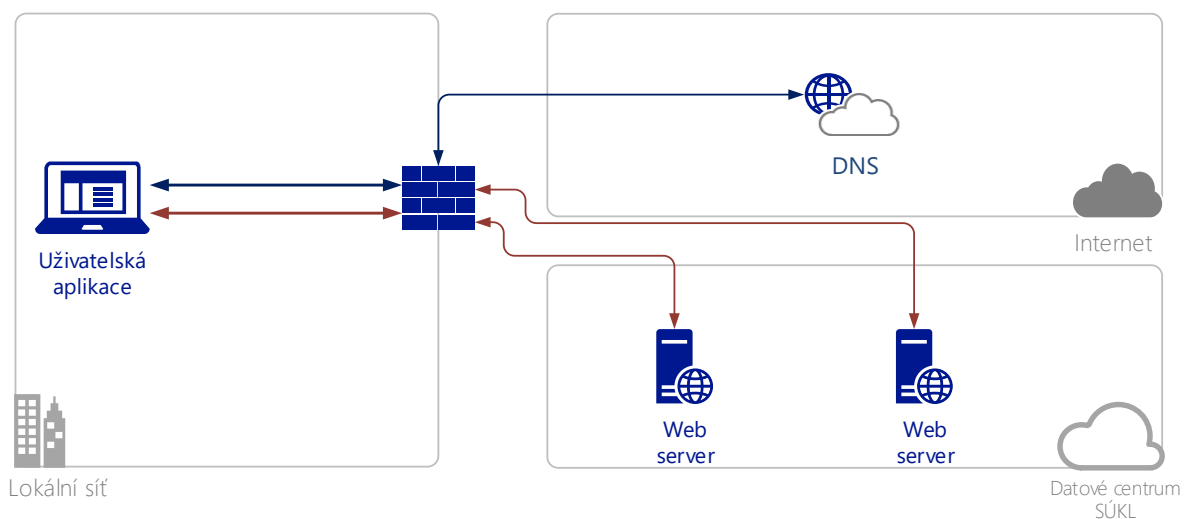 DNS
Internet
Uživatelská
aplikace
Web
server
Web
server
Lokální síť
Datové centrum
SÚKL